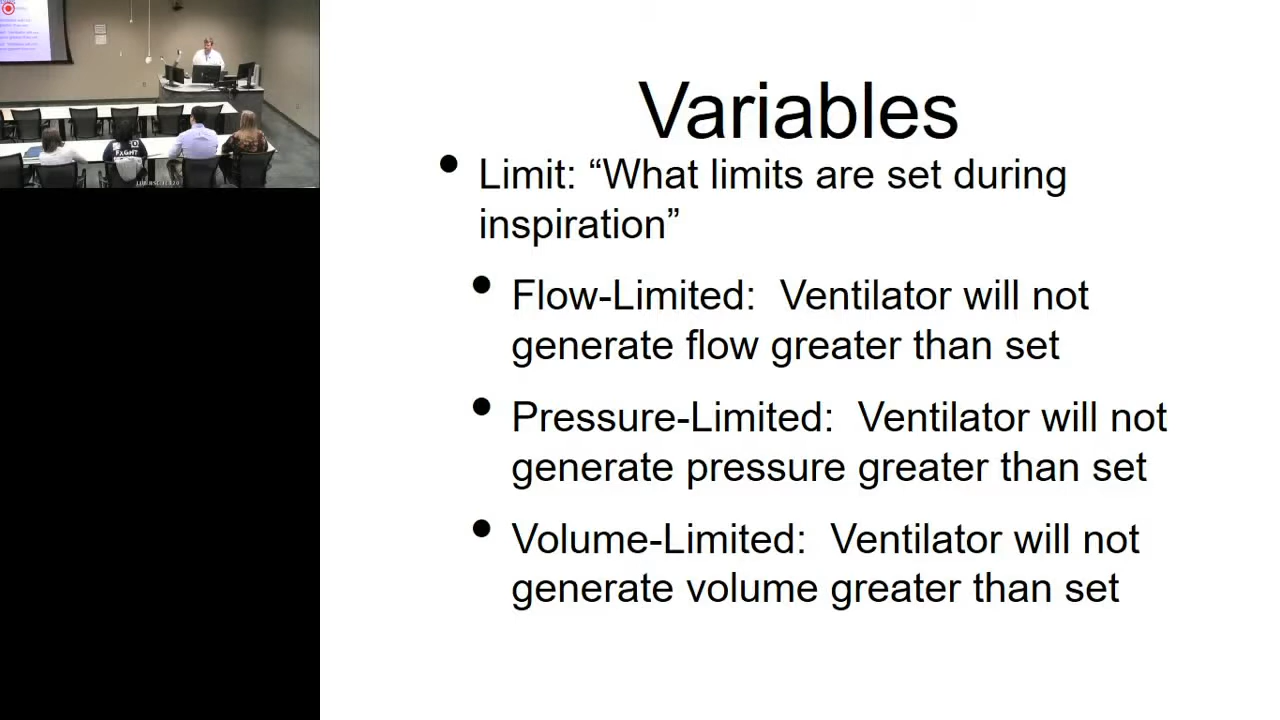 Variables
Limit: “What limits are set during
inspiration”
Flow-Limited:  Ventilator will not
generate flow greater than set
Pressure-Limited:  Ventilator will not
generate pressure greater than set
Volume-Limited:  Ventilator will not
generate volume greater than set